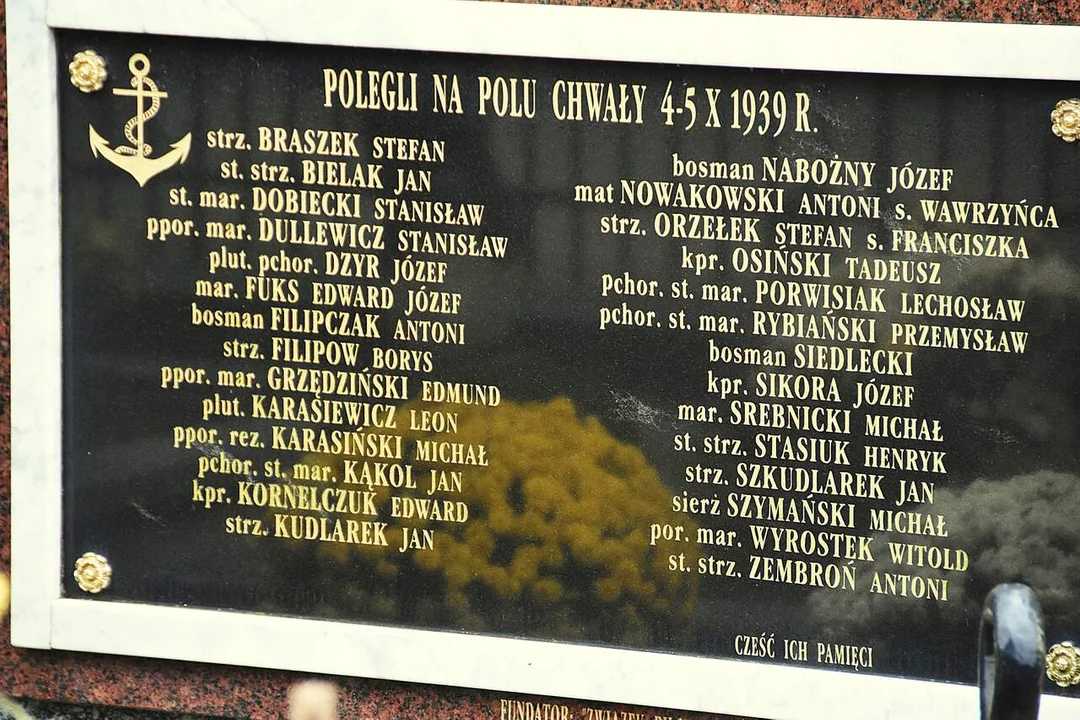 POLEGLI NA POLU CHWAŁY 4-5 X 1939 R.
strz. BRASZEK STEFAN
st. strz. BIELAK JAN
st. mar. DOBIECKI STANISŁAW
ppor. mar. DULLEWICZ STANISŁAW
plut. pchor. DZYR JÓZEF
mar. FUKS EDWARD JÓZEF
bosman FILIPCZAK ANTONI
strz. FILIPOW BORYS
ppor. mar. GRZĘDZIŃSKI EDMUND
plut. KARASIEWICZ LEON
ppor. rez. KARASIŃSKI MICHAŁ
pchor. st. mar. KĄKOL JAN
kpr. KORNELCZUK EDWARD
strz. KUDLAREK JAN
bosman NABOŻNY JÓZEF
mat NOWAKOWSKI ANTONI s. WAWRZYŃCA
strz. ORZEŁEK STEFAN s. FRANCISZKA
kpr. OSIŃSKI TADEUSZ
pchor. st. mar. PORWISIAK LECHOSŁAW
pchor. st. mar. RYBIAŃSKI PRZEMYSŁAW
bosman SIEDLECKI
kpr. SIKORA JÓZEF
mar. SREBNICKI MICHAŁ
st. strz. STASIUK HENRYK
strz. SZKUDLAREK JAN
sierż SZYMAŃSKI MICHAŁ
por. mar. WYROSTEK WITOLD
st. strz. ZEMBROŃ ANTONI
CZEŚĆ ICH PAMIĘCI
FUNDATOR: "ZWIĄZEK